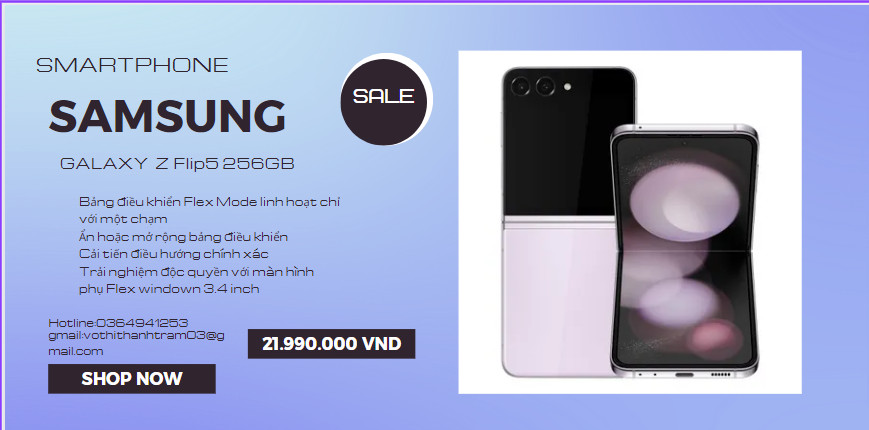 SMARTPHONE
SALE
SAMSUNG
GALAXY Z Flip5 256GB
Bảng điều khiển Flex Mode linh hoạt chỉ
với một chạm
Ẩn hoặc mở rộng bảng điều khiển
Cải tiến điều hướng chính xác
Trải nghiệm độc quyền với màn hình
phụ Flex windown 3.4 inch
Hotline:0364941253
gmail:vothithanhtram03@g
mail.com
21.990.000 VND
SHOP NOW